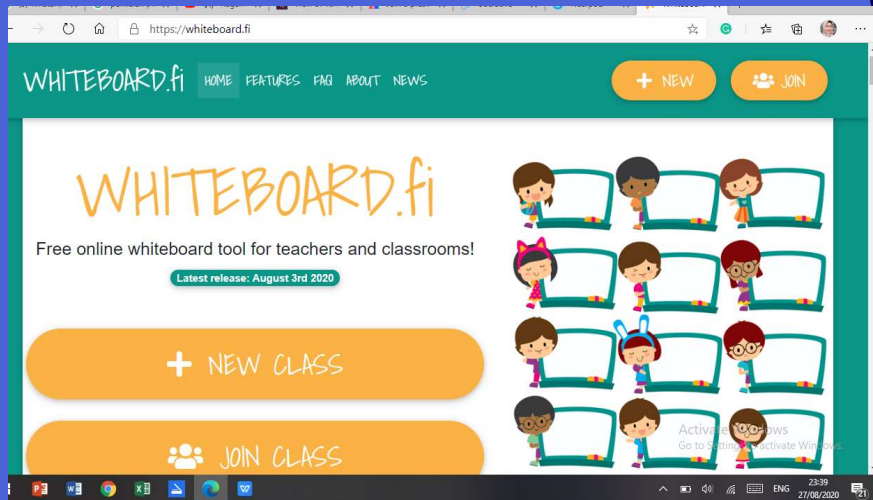 https://whiteboard.fi
WHITEBOARD.fi HOME FEATURES FAQ ABOUT NEWS NEW JOIN
WHITEBOARD.fi
Free online whiteboard tool for teachers and classrooms!
Latest release: August 3rd 2020
NEW CLASS
JOIN CLASS
Activate Windows
Go to Settings to activate Windows.
ENG
23:39
27/08/2020
21